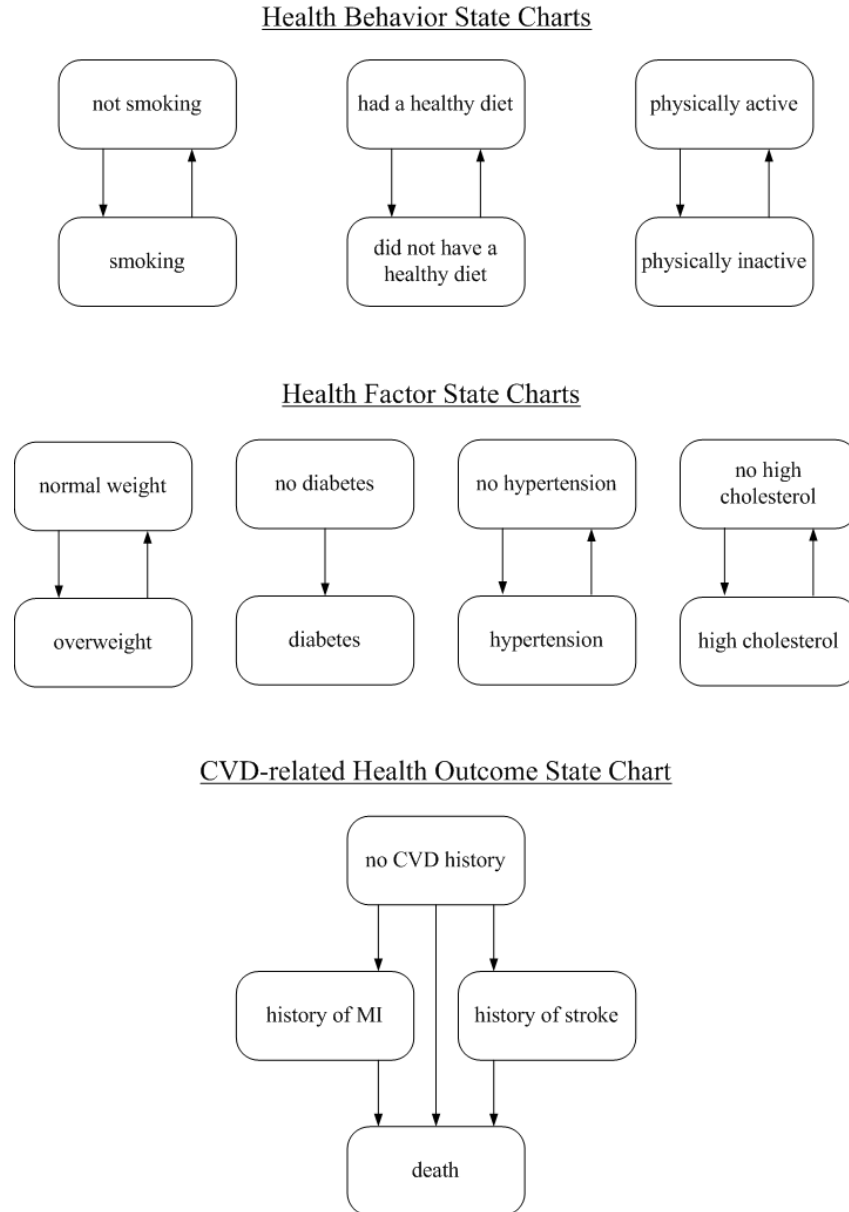 Health Behavior State Charts
not smoking
had a healthy diet
physically active
smoking
did not have a
healthy diet
physically inactive
Health Factor State Charts
normal weight
no diabetes
no hypertension
no high
cholesterol
overweight
diabetes
hypertension
high cholesterol
CVD-related Health Outcome State Chart
no CVD history
history of MI
history of stroke
death